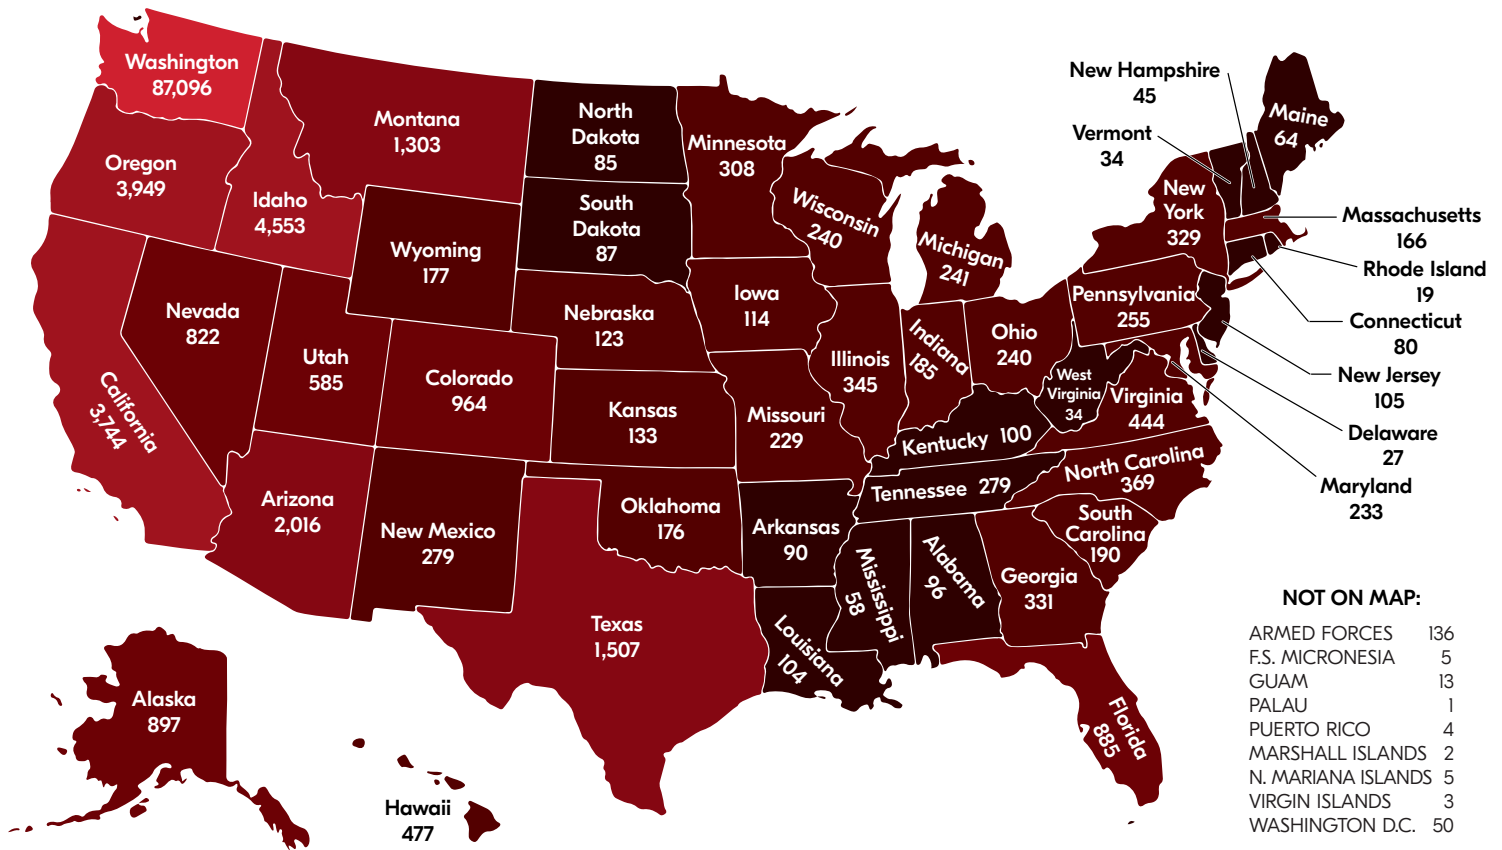 Washington
87,096
Oregon
3,949
Idaho
4,553
Montana
1,303
North
Dakota
85
South
Dakota
87
Minnesota
308
Wisconsin
240
Michigan
241
New Hampshire
45
Vermont
34
Maine
64
New
York
329
Massachusetts
166
Rhode Island
19
Connecticut
80
New Jersey
105
Delaware
27
Maryland
233
Wyoming
177
Nevada
822
Utah
585
California
3,744
Colorado
964
Nebraska
123
Iowa
114
Kansas
133
Missouri
229
Illinois
345
Indiana
185
Ohio
240
Pennsylvania
255
West
Virginia
34
Virginia
444
Kentucky 100
Tennessee 279
North Carolina
369
South
Carolina
190
Arizona
2,016
New Mexico
279
Oklahoma
176
Arkansas
90
Mississippi
58
Alabama
96
Georgia
331
Texas
1,507
Louisiana
104
Florida
885
Alaska
897
Hawaii
477
NOT ON MAP:
ARMED FORCES 136
F.S. MICRONESIA 5
GUAM 13
PALAU 1
PUERTO RICO 4
MARSHALL ISLANDS 2
N. MARIANA ISLANDS 5
VIRGIN ISLANDS 3
WASHINGTON D.C. 50